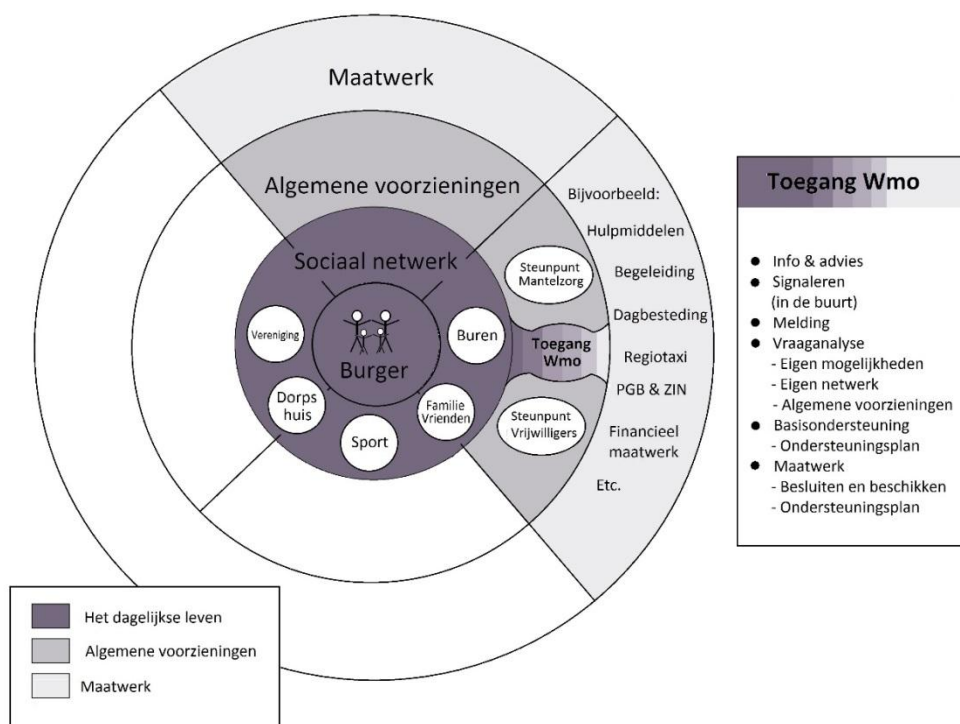 Maatwerk
Algemene voorzieningen
Sociaal netwerk
Burger
Vereniging
Dorps
huis
Sport
Familie
Vrienden
Buren
Steunpunt
Mantelzorg
Toegang
Wmo
Steunpunt
Vrijwilligers
Bijvoorbeeld:
Hulpmiddelen
Begeleiding
Dagbesteding
Regiotaxi
PGB & ZIN
Financieel
maatwerk
Etc.
Toegang Wmo
● Info & advies
● Signaleren
(in de buurt)
● Melding
● Vraaganalyse
- Eigen mogelijkheden
- Eigen netwerk
- Algemene voorzieningen
● Basisondersteuning
- Ondersteuningsplan
● Maatwerk
- Besluiten en beschikken
- Ondersteuningsplan
Het dagelijkse leven
Algemene voorzieningen
Maatwerk